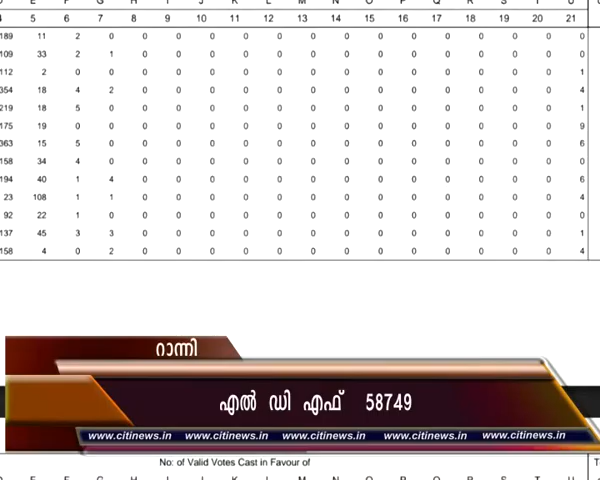 4 5 6 7 8 9 10 11 12 13 14 15 16 17 18 19 20 21
189 11 2 0 0 0 0 0 0 0 0 0 0 0 0 0 0 0
109 33 2 1 0 0 0 0 0 0 0 0 0 0 0 0 0 0
112 2 0 0 0 0 0 0 0 0 0 0 0 0 0 0 0 1
354 18 4 2 0 0 0 0 0 0 0 0 0 0 0 0 0 4
219 18 5 0 0 0 0 0 0 0 0 0 0 0 0 0 0 1
175 19 0 0 0 0 0 0 0 0 0 0 0 0 0 0 0 9
363 15 5 0 0 0 0 0 0 0 0 0 0 0 0 0 0 6
158 34 4 0 0 0 0 0 0 0 0 0 0 0 0 0 0 0
194 40 1 4 0 0 0 0 0 0 0 0 0 0 0 0 0 6
23 108 1 1 0 0 0 0 0 0 0 0 0 0 0 0 0 4
92 22 1 0 0 0 0 0 0 0 0 0 0 0 0 0 0 0
137 45 3 3 0 0 0 0 0 0 0 0 0 0 0 0 0 1
158 4 0 2 0 0 0 0 0 0 0 0 0 0 0 0 0 4
റാന്നി
എൽ ഡി എഫ് 58749
www.citinews.in www.citinews.in www.citinews.in www.citinews.in www.citinews.in
No: of Valid Votes Cast in Favour of